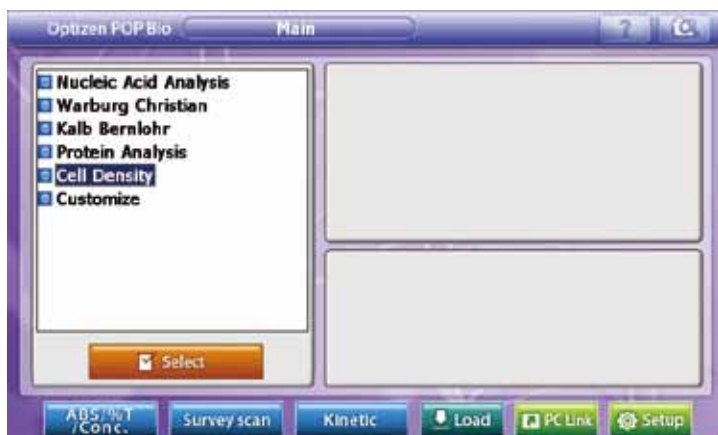 Optizen POP Bio Main ?
Nucleic Acid Analysis
Warburg Christian
Kalb Bernlohr
Protein Analysis
Cell Density
Customize
Select
ABS/%T
/Conc.
Survey scan
Kinetic
Load
PC Link
Setup